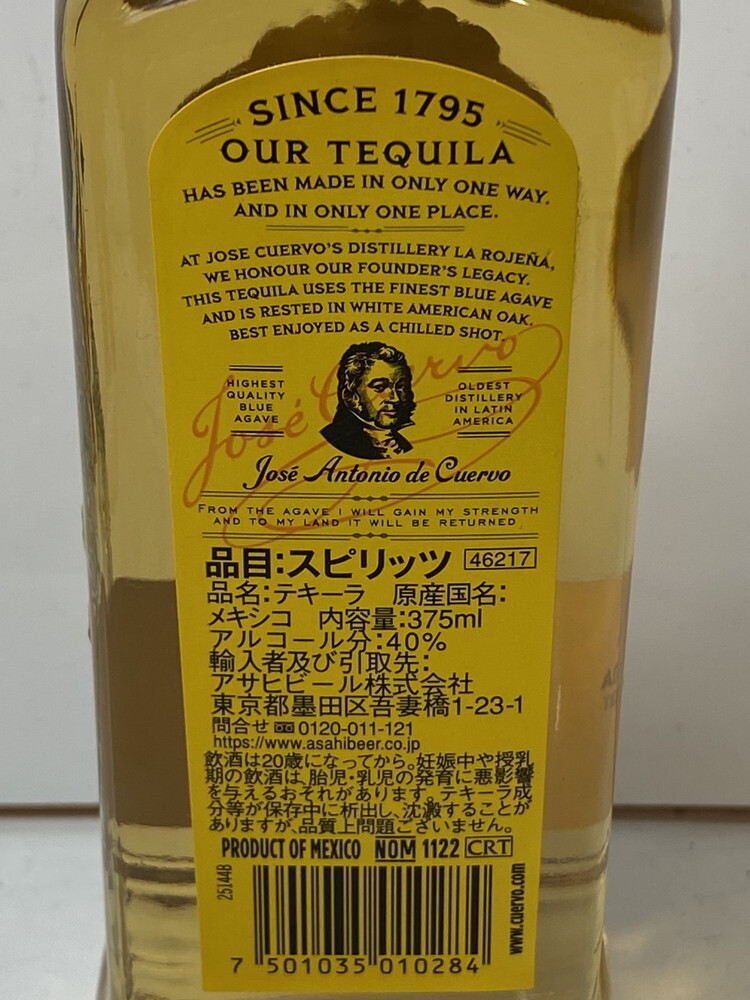 SINCE 1795
OUR TEQUILA
HAS BEEN MADE IN ONLY ONE WAY.
AND IN ONLY ONE PLACE.
AT JOSE CUERVO'S DISTILLERY LA ROJEÑA,
WE HONOUR OUR FOUNDER'S LEGACY.
THIS TEQUILA USES THE FINEST BLUE AGAVE
AND IS RESTED IN WHITE AMERICAN OAK.
BEST ENJOYED AS A CHILLED SHOT.
José Cuervo
HIGHEST
QUALITY
BLUE
AGAVE
OLDEST
DISTILLERY
IN LATIN
AMERICA
José Antonio de Cuervo
FROM THE AGAVE I WILL GAIN MY STRENGTH
AND TO MY LAND IT WILL BE RETURNED
品目:スピリッツ 46217
品名:テキーラ 原産国名:
メキシコ 内容量:375ml
アルコール分:40%
輸入者及び引取先:
アサヒビール株式会社
東京都墨田区吾妻橋1-23-1
問合せ 0120-011-121
https://www.asahibeer.co.jp
飲酒は20歳になってから。妊娠中や授乳
期の飲酒は、胎児・乳児の発育に悪影響
を与えるおそれがあります。テキーラ成
分等が保存中に析出し、沈澱することが
ありますが、品質上問題ございません。
PRODUCT OF MEXICO NOM 1122 CRT
25144B
www.cuervo.com
7 501035 010284